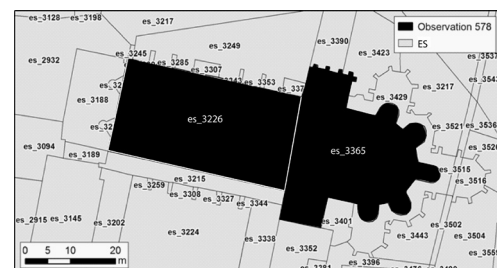 es_3128
es_3198
es_3217
es_3390
Observation 578
ES
es_2932
es_3245
es_3285
es_3249
es_3307
es_3353
es_3423
es_3188
es_3226
es_3429
es_3217
es_3521
es_3094
es_3189
es_3365
es_3515
es_3516
es_3215
es_3259
es_3308
es_3327
es_3344
es_2915
es_3145
es_3202
es_3224
es_3338
es_3352
es_3401
es_3443
es_3502
es_3504
es_3396
0 5 10 20
m